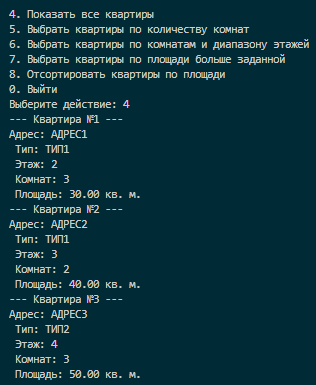 4. Показать все квартиры
5. Выбрать квартиры по количеству комнат
6. Выбрать квартиры по комнатам и диапазону этажей
7. Выбрать квартиры по площади больше заданной
8. Отсортировать квартиры по площади
0. Выйти
Выберите действие: 4
--- Квартира №1 ---
Адрес: АДРЕС1
Тип: ТИП1
Этаж: 2
Комнат: 3
Площадь: 30.00 кв. м.
--- Квартира №2 ---
Адрес: АДРЕС2
Тип: ТИП1
Этаж: 3
Комнат: 2
Площадь: 40.00 кв. м.
--- Квартира №3 ---
Адрес: АДРЕС3
Тип: ТИП2
Этаж: 4
Комнат: 3
Площадь: 50.00 кв. м.